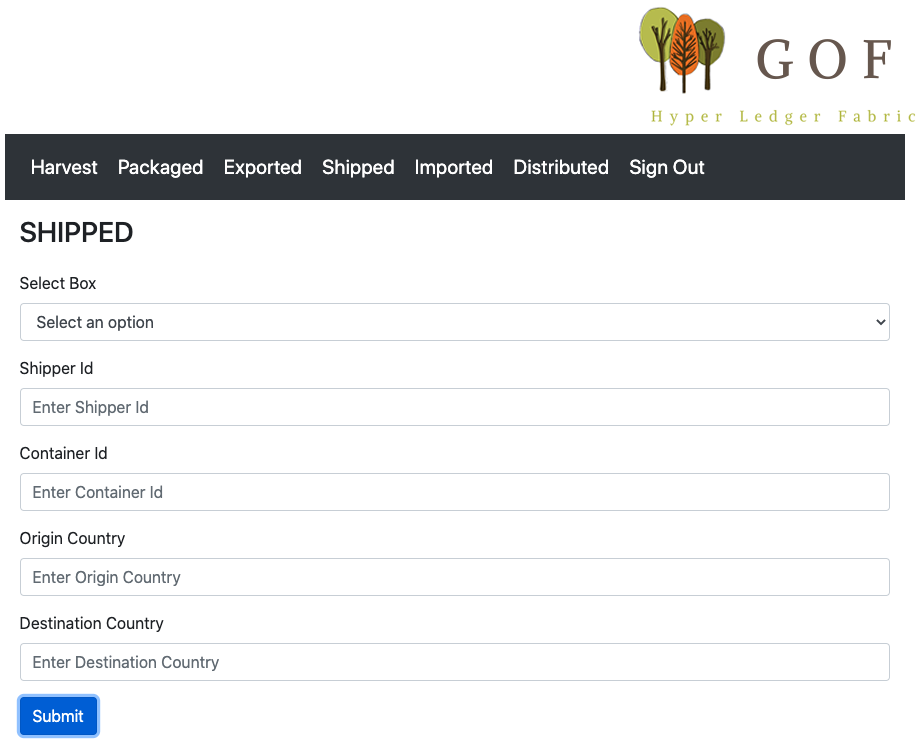 GOF
Hyper Ledger Fabric
Harvest Packaged Exported Shipped Imported Distributed Sign Out
SHIPPED
Select Box
Select an option
Shipper Id
Enter Shipper Id
Container Id
Enter Container Id
Origin Country
Enter Origin Country
Destination Country
Enter Destination Country
Submit